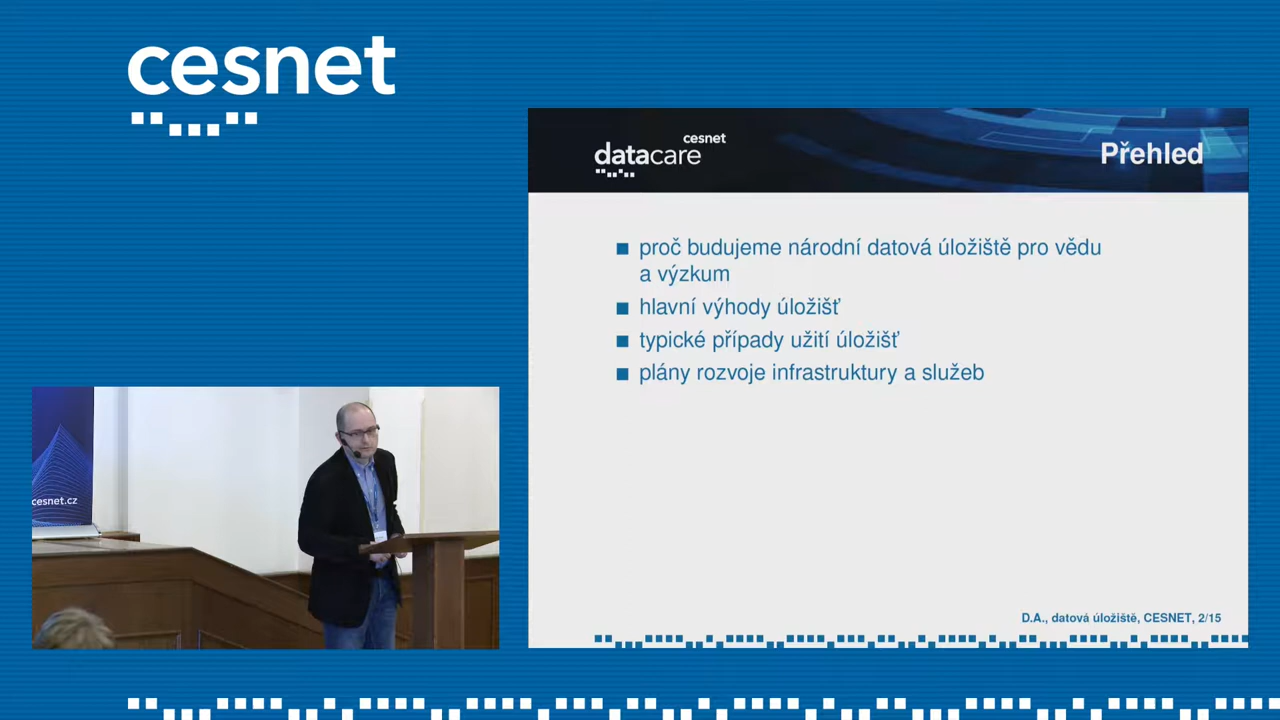 cesnet
cesnet
datacare
Přehled
■ proč budujeme národní datová úložiště pro vědu
a výzkum
■ hlavní výhody úložišť
■ typické případy užití úložišť
■ plány rozvoje infrastruktury a služeb
D.A., datová úložiště, CESNET, 2/15
cesnet.cz